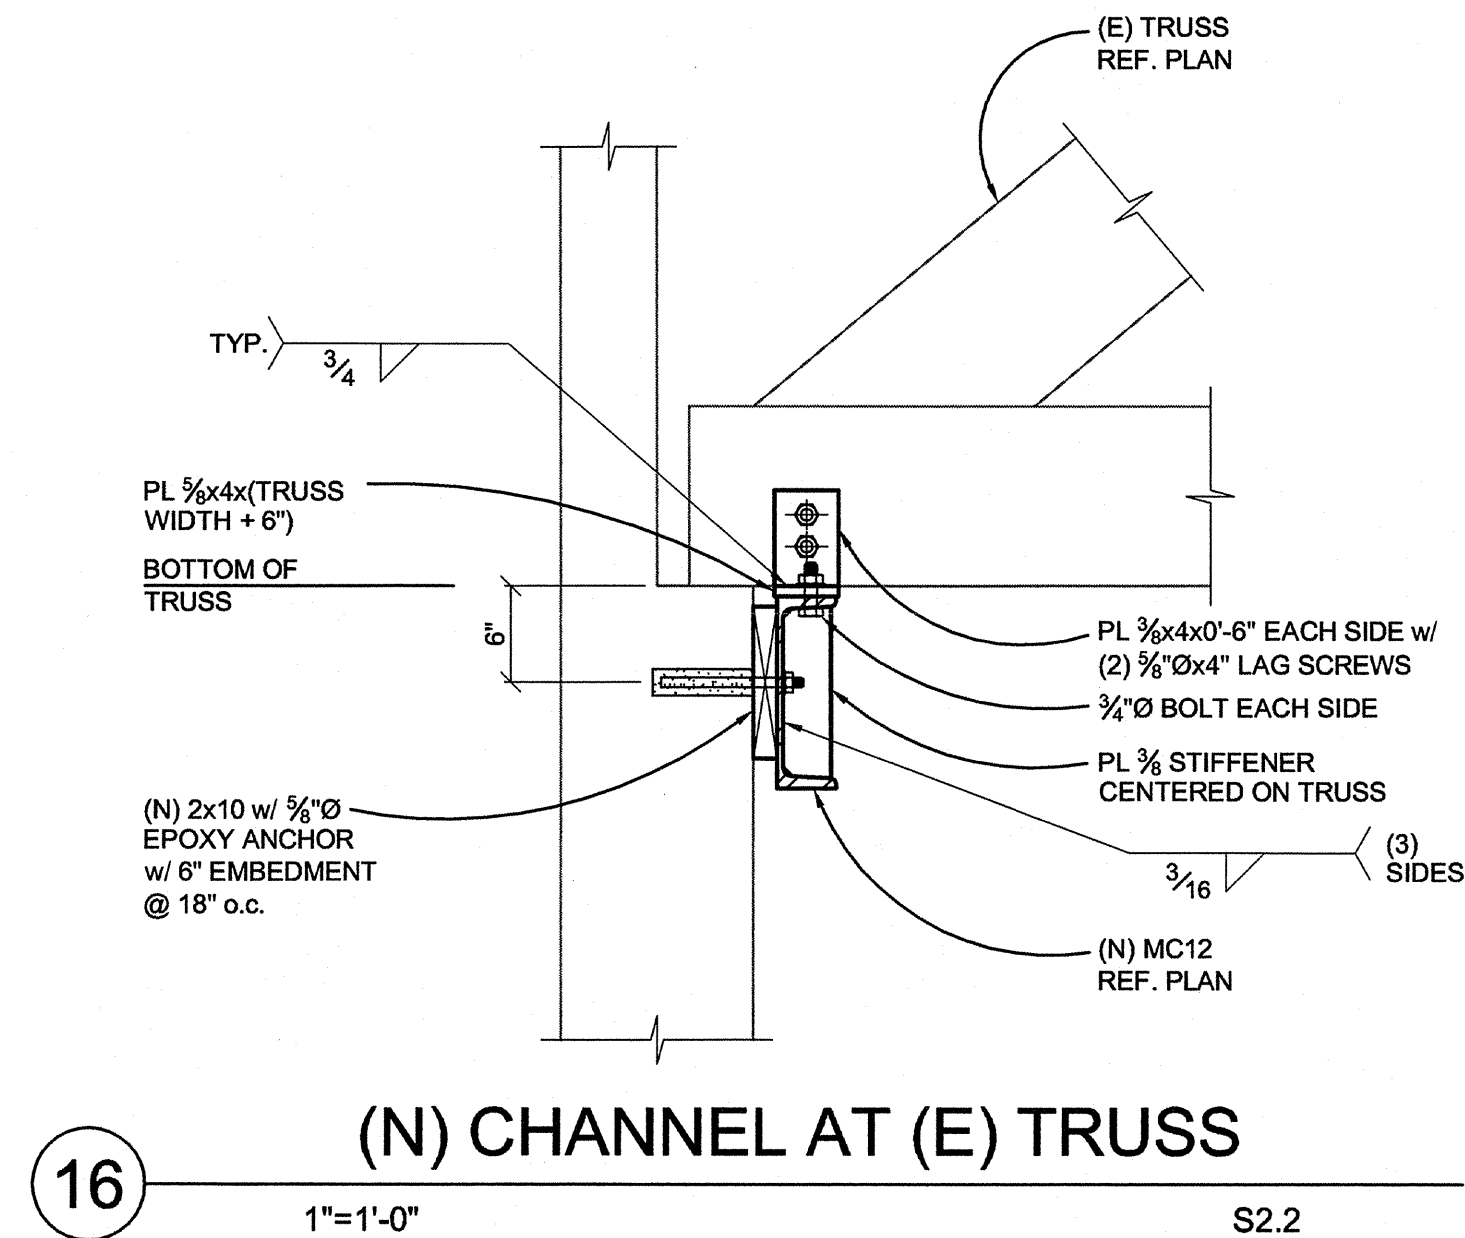 (E) TRUSS
REF. PLAN
TYP.
3/4
PL 5/8x4x(TRUSS
WIDTH + 6")
BOTTOM OF
TRUSS
6"
PL 3/8x4x0'-6" EACH SIDE w/
(2) 5/8"Øx4" LAG SCREWS
3/4"Ø BOLT EACH SIDE
PL 3/8 STIFFENER
CENTERED ON TRUSS
(N) 2x10 w/ 5/8"Ø
EPOXY ANCHOR
w/ 6" EMBEDMENT
@ 18" o.c.
3/16
(3)
SIDES
(N) MC12
REF. PLAN
(N) CHANNEL AT (E) TRUSS
16
1"=1'-0"
S2.2